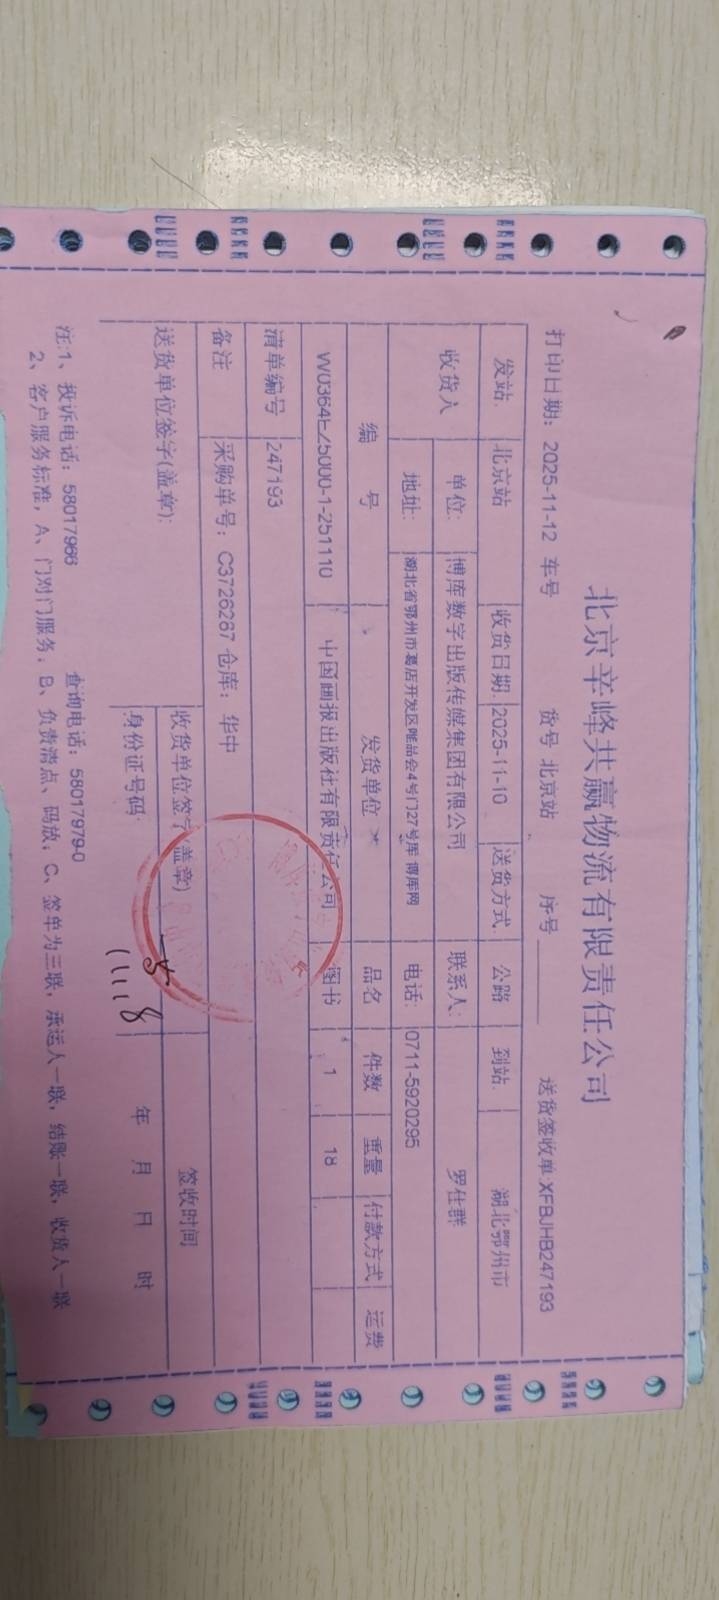 北京辛峰共赢物流有限责任公司
打印日期: 2025-11-12 车号 货号 北京站 序号 送货签收单:XFBJHB247193
发站: 北京站 收货日期: 2025-11-10 送货方式: 公路 到站: 湖北鄂州市
收货人 单位: 博库数字出版传媒集团有限公司 联系人: 罗仕群
地址: 湖北省鄂州市葛店开发区唯品会4号门27号库 博库网 电话: 0711-5920295
编 号 发货单位 品名 件数 重量 付款方式 运费
W0364EZ5000-1-251110 中国画报出版社有限责任公司 图书 1 18
清单编号 247193
备注 采购单号: C3726267 仓库: 华中
送货单位签字(盖章): 收货单位签字(盖章) 签收时间
身份证号码: 11.18 年 月 日 时
注:1、投诉电话: 58017966 查询电话: 58017979-0
2、客户服务标准, A、门对门服务; B、负责清点、码放; C、签单为三联, 承运人一联, 结账一联, 收货人一联